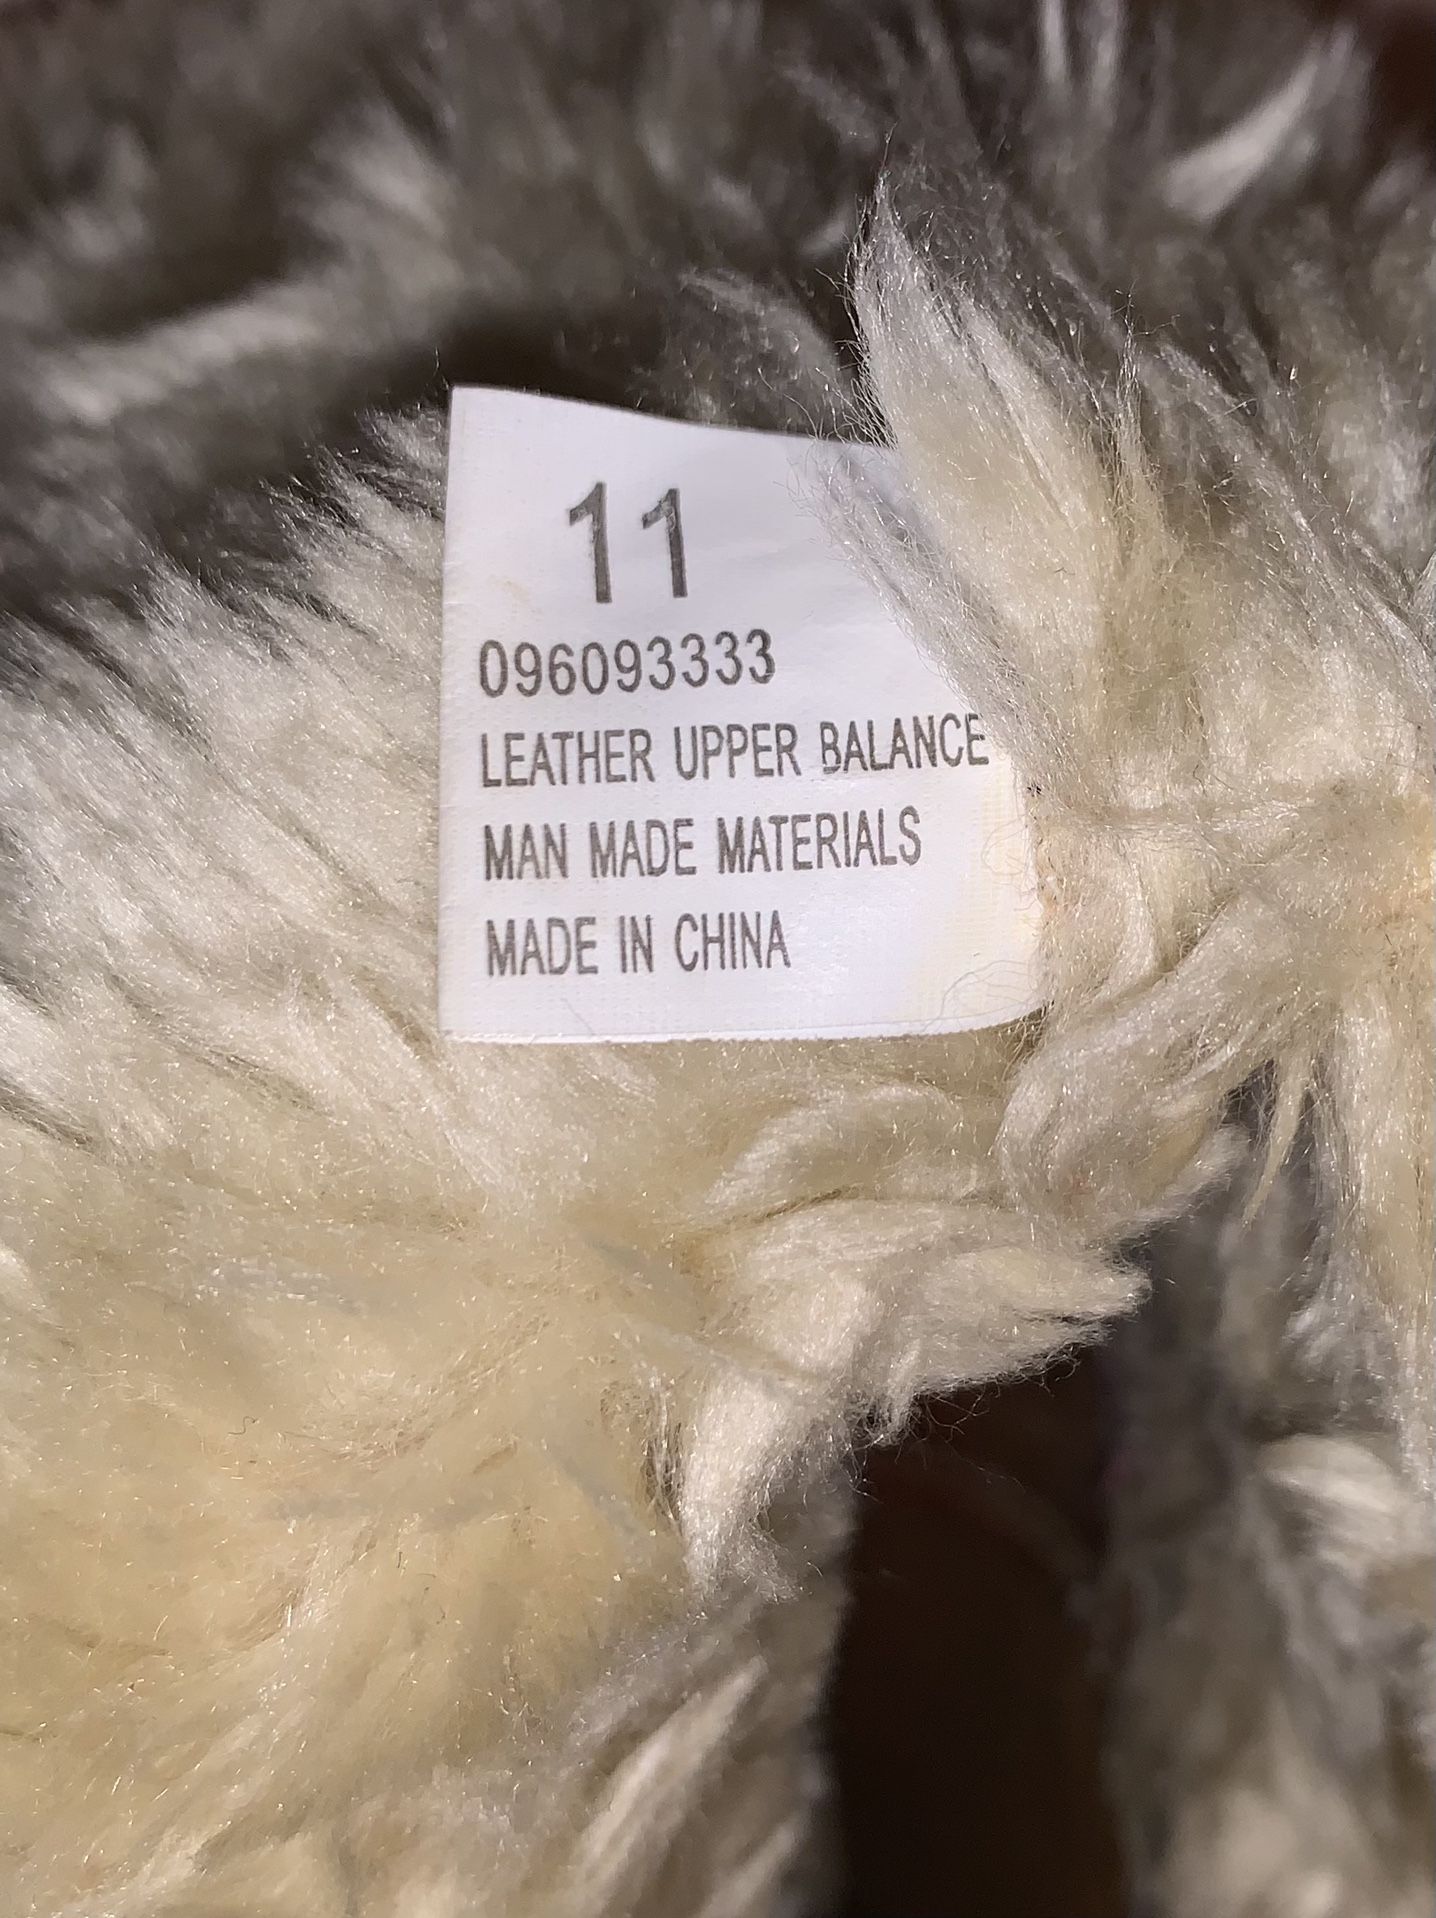 11
096093333
LEATHER UPPER BALANCE
MAN MADE MATERIALS
MADE IN CHINA